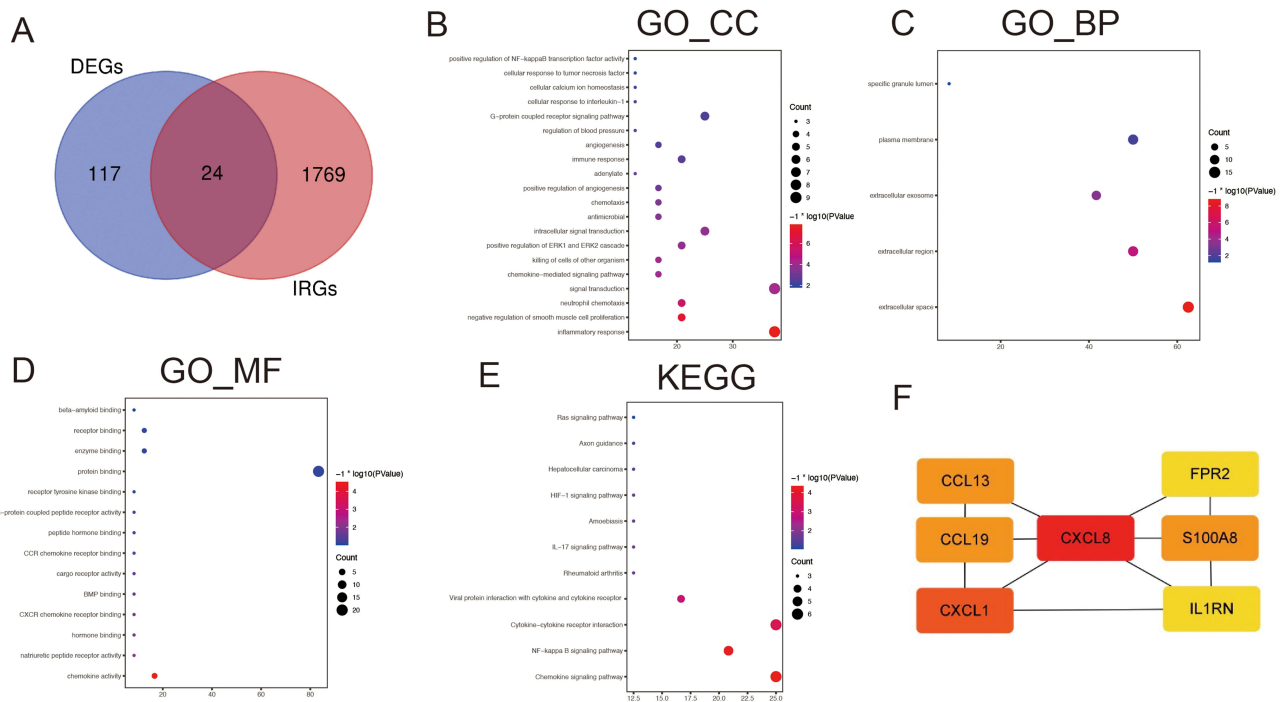 A
DEGs
117
24
1769
IRGs
B
GO_CC
positive regulation of NF-kappaB transcription factor activity
cellular response to tumor necrosis factor
cellular calcium ion homeostasis
cellular response to interleukin-1
G-protein coupled receptor signaling pathway
regulation of blood pressure
angiogenesis
immune response
adenylate
positive regulation of angiogenesis
chemotaxis
antimicrobial
intracellular signal transduction
positive regulation of ERK1 and ERK2 cascade
killing of cells of other organism
chemokine-mediated signaling pathway
signal transduction
neutrophil chemotaxis
negative regulation of smooth muscle cell proliferation
inflammatory response
20 30
Count
3
4
5
6
7
8
9
-1 * log10(PValue
6
4
2
C
GO_BP
specific granule lumen
plasma membrane
extracellular exosome
extracellular region
extracellular space
20 40 60
Count
5
10
15
-1 * log10(PValue)
8
6
4
2
D
GO_MF
beta-amyloid binding
receptor binding
enzyme binding
protein binding
receptor tyrosine kinase binding
-protein coupled peptide receptor activity
peptide hormone binding
CCR chemokine receptor binding
cargo receptor activity
BMP binding
CXCR chemokine receptor binding
hormone binding
natriuretic peptide receptor activity
chemokine activity
20 40 60 80
-1 * log10(PValue)
4
3
2
1
Count
5
10
15
20
E
KEGG
Ras signaling pathway
Axon guidance
Hepatocellular carcinoma
HIF-1 signaling pathway
Amoebiasis
IL-17 signaling pathway
Rheumatoid arthritis
Viral protein interaction with cytokine and cytokine receptor
Cytokine-cytokine receptor interaction
NF-kappa B signaling pathway
Chemokine signaling pathway
12.5 15.0 17.5 20.0 22.5 25.0
-1 * log10(PValue)
4
3
2
1
Count
3
4
5
6
F
CCL13
FPR2
CCL19
CXCL8
S100A8
CXCL1
IL1RN